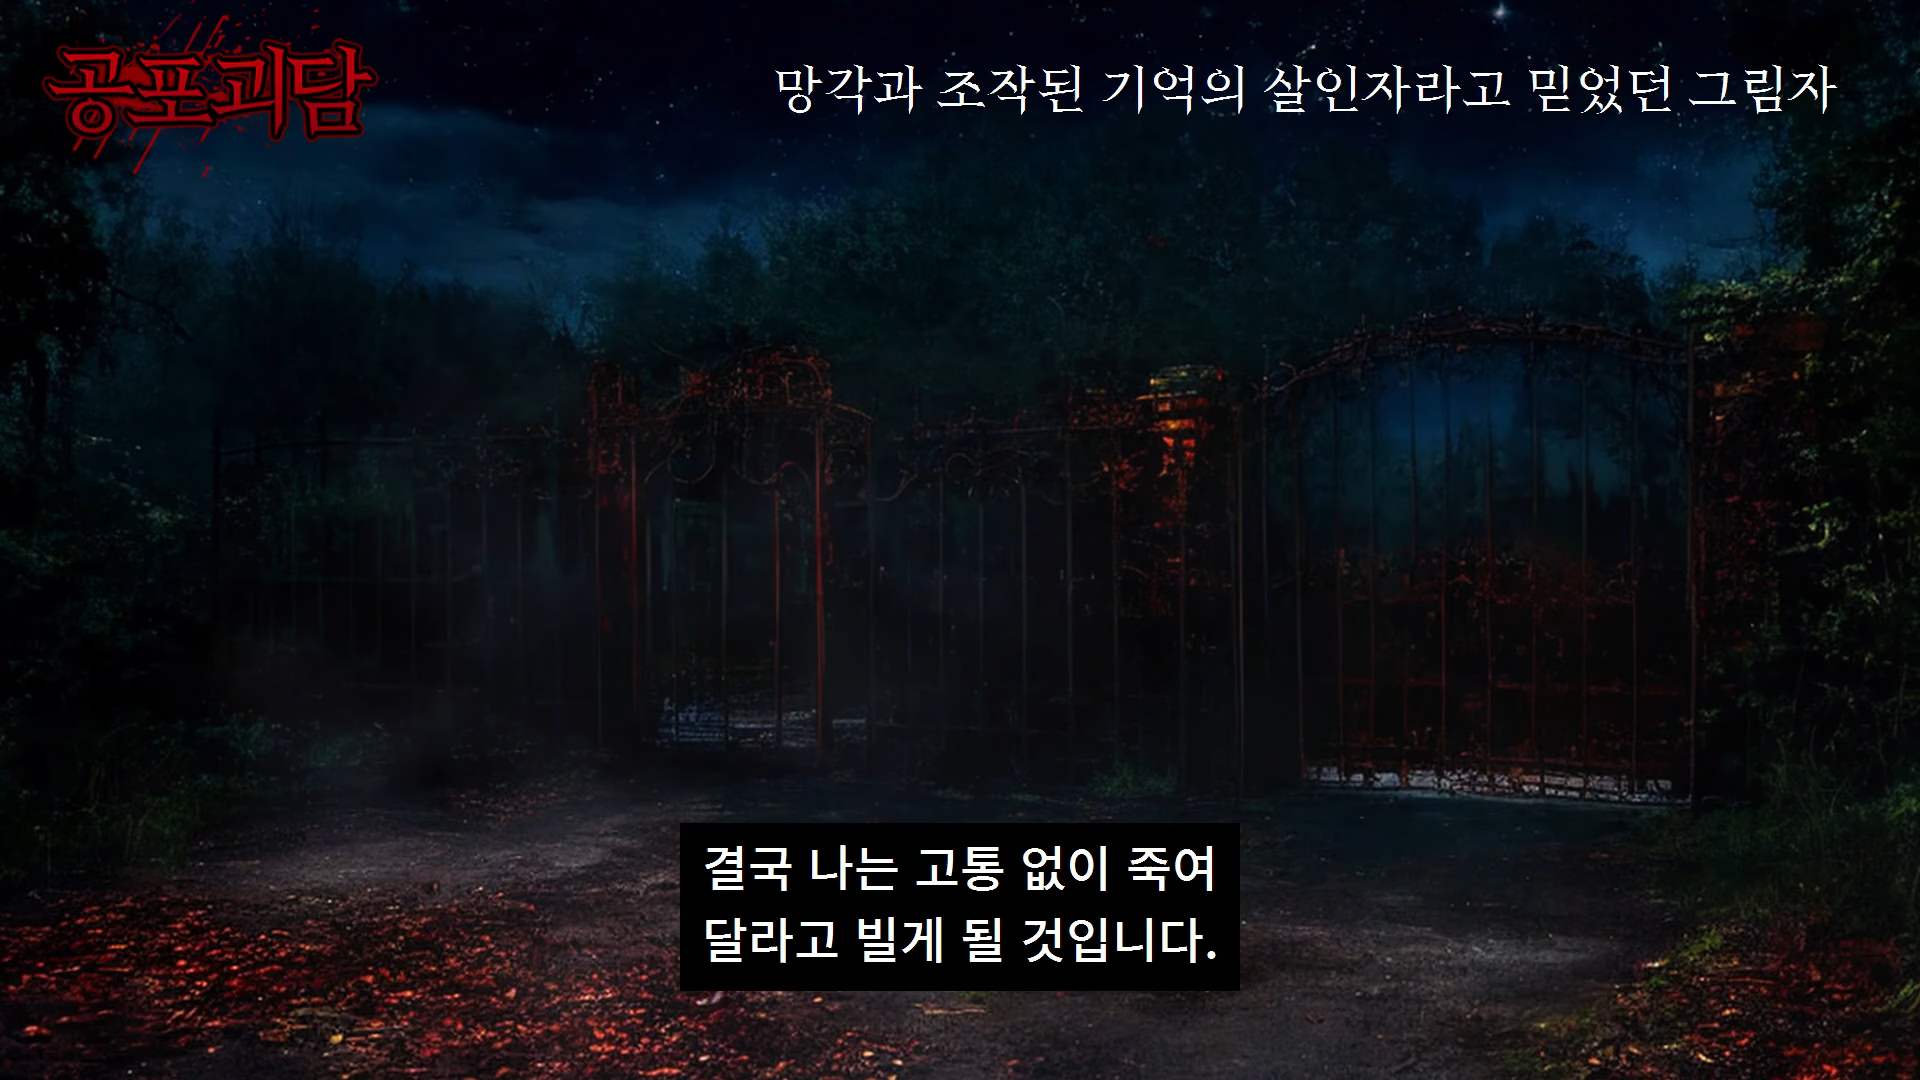 공포괴담
망각과 조작된 기억의 살인자라고 믿었던 그림자
결국 나는 고통 없이 죽여
달라고 빌게 될 것입니다.